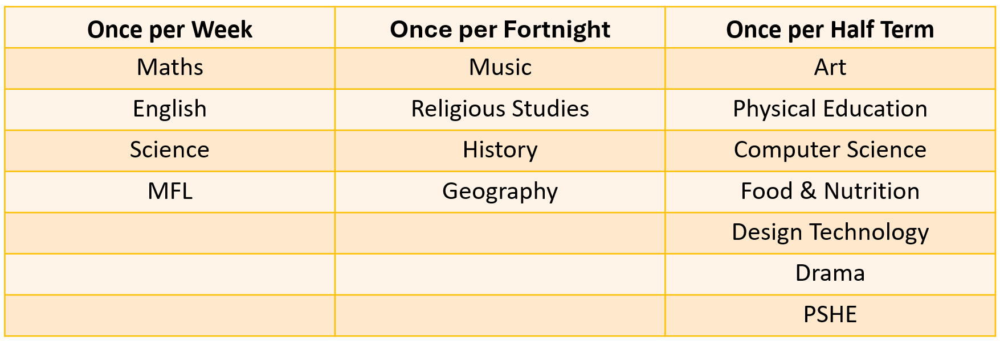 Once per Week Once per Fortnight Once per Half Term
Maths Music Art
English Religious Studies Physical Education
Science History Computer Science
MFL Geography Food & Nutrition
Design Technology
Drama
PSHE